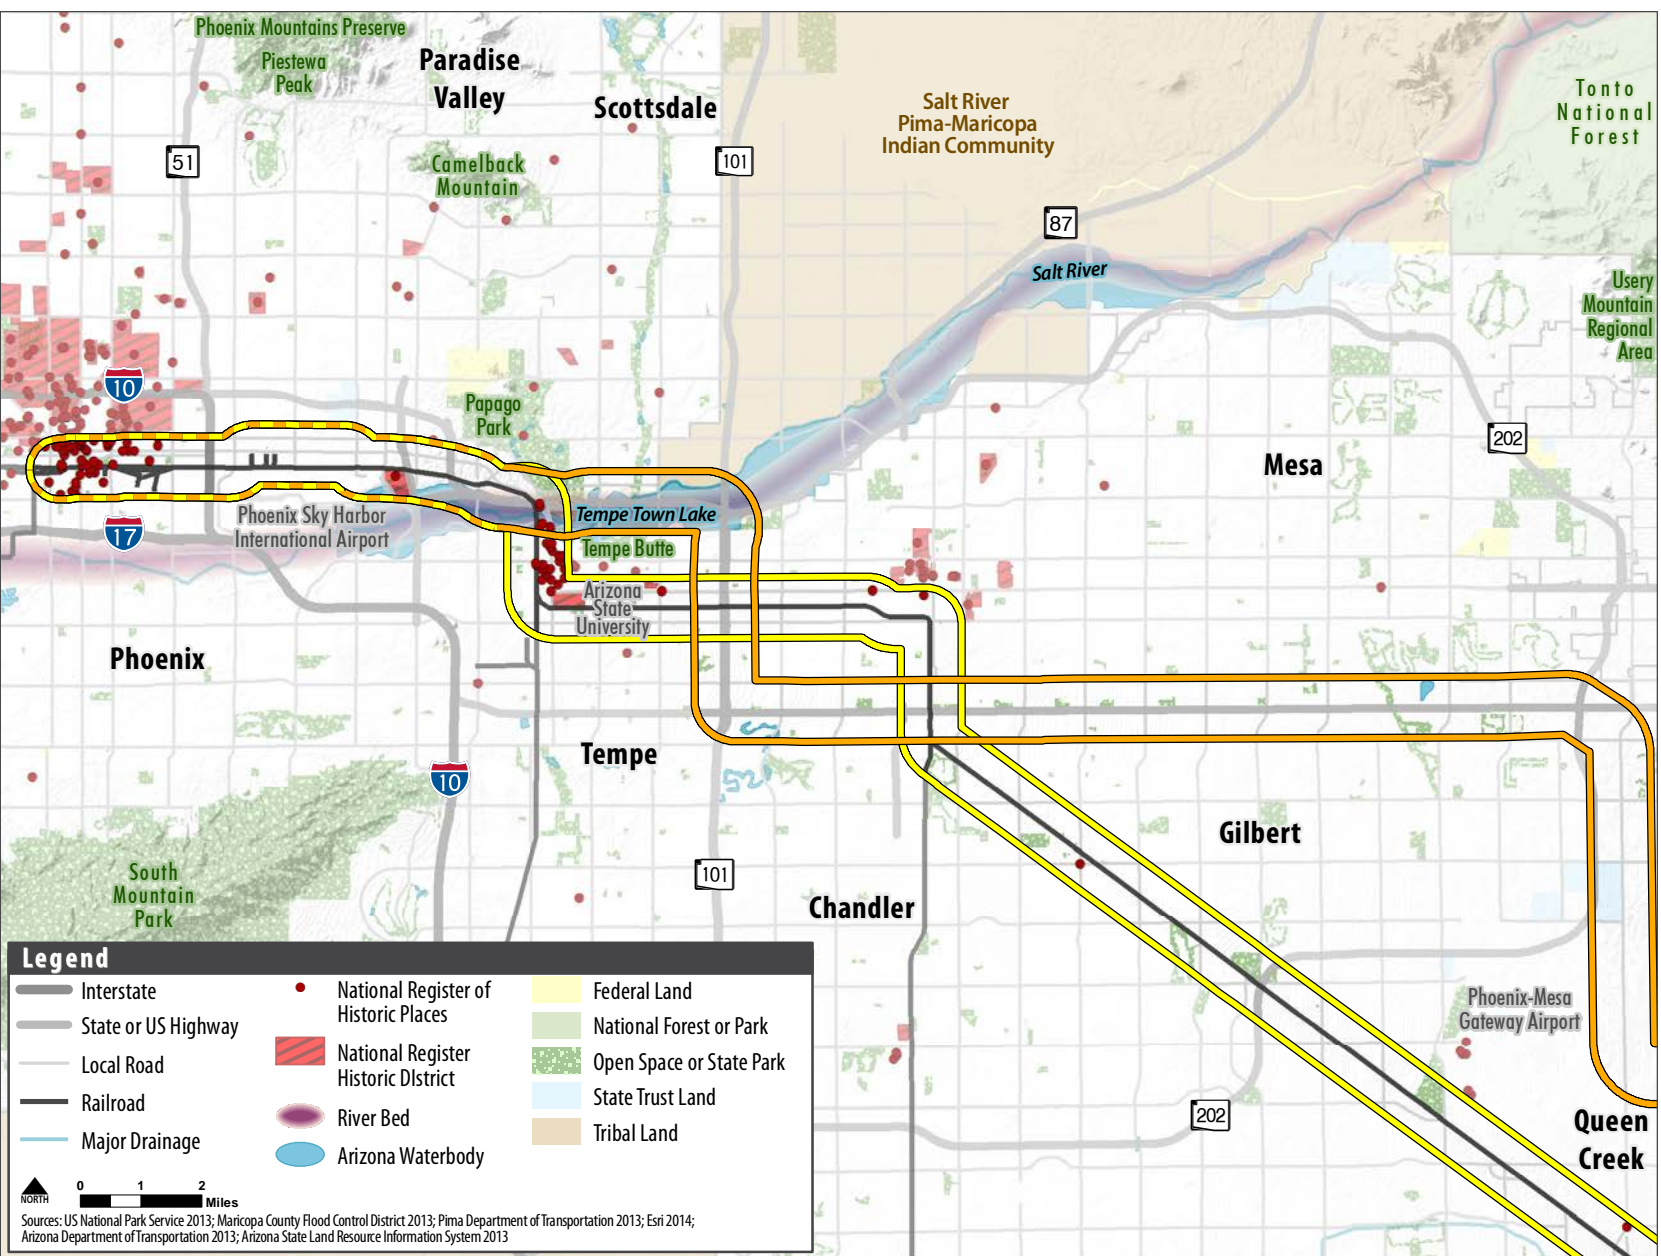 Phoenix Mountains Preserve
Piestewa
Peak
Paradise
Valley
Scottsdale
Salt River
Pima-Maricopa
Indian Community
Tonto
National
Forest
51
Camelback
Mountain
101
87
Salt River
Usery
Mountain
Regional
Area
10
Papago
Park
202
Mesa
Phoenix Sky Harbor
International Airport
17
Tempe Town Lake
Tempe Butte
Arizona
State
University
Phoenix
Tempe
10
Gilbert
101
South
Mountain
Park
Chandler
Phoenix-Mesa
Gateway Airport
202
Queen
Creek
Legend
Interstate
State or US Highway
Local Road
Railroad
Major Drainage
National Register of
Historic Places
National Register
Historic DIstrict
River Bed
Arizona Waterbody
Federal Land
National Forest or Park
Open Space or State Park
State Trust Land
Tribal Land
NORTH
0 1 2
Miles
Sources: US National Park Service 2013; Maricopa County Flood Control District 2013; Pima Department of Transportation 2013; Esri 2014;
Arizona Department of Transportation 2013; Arizona State Land Resource Information System 2013